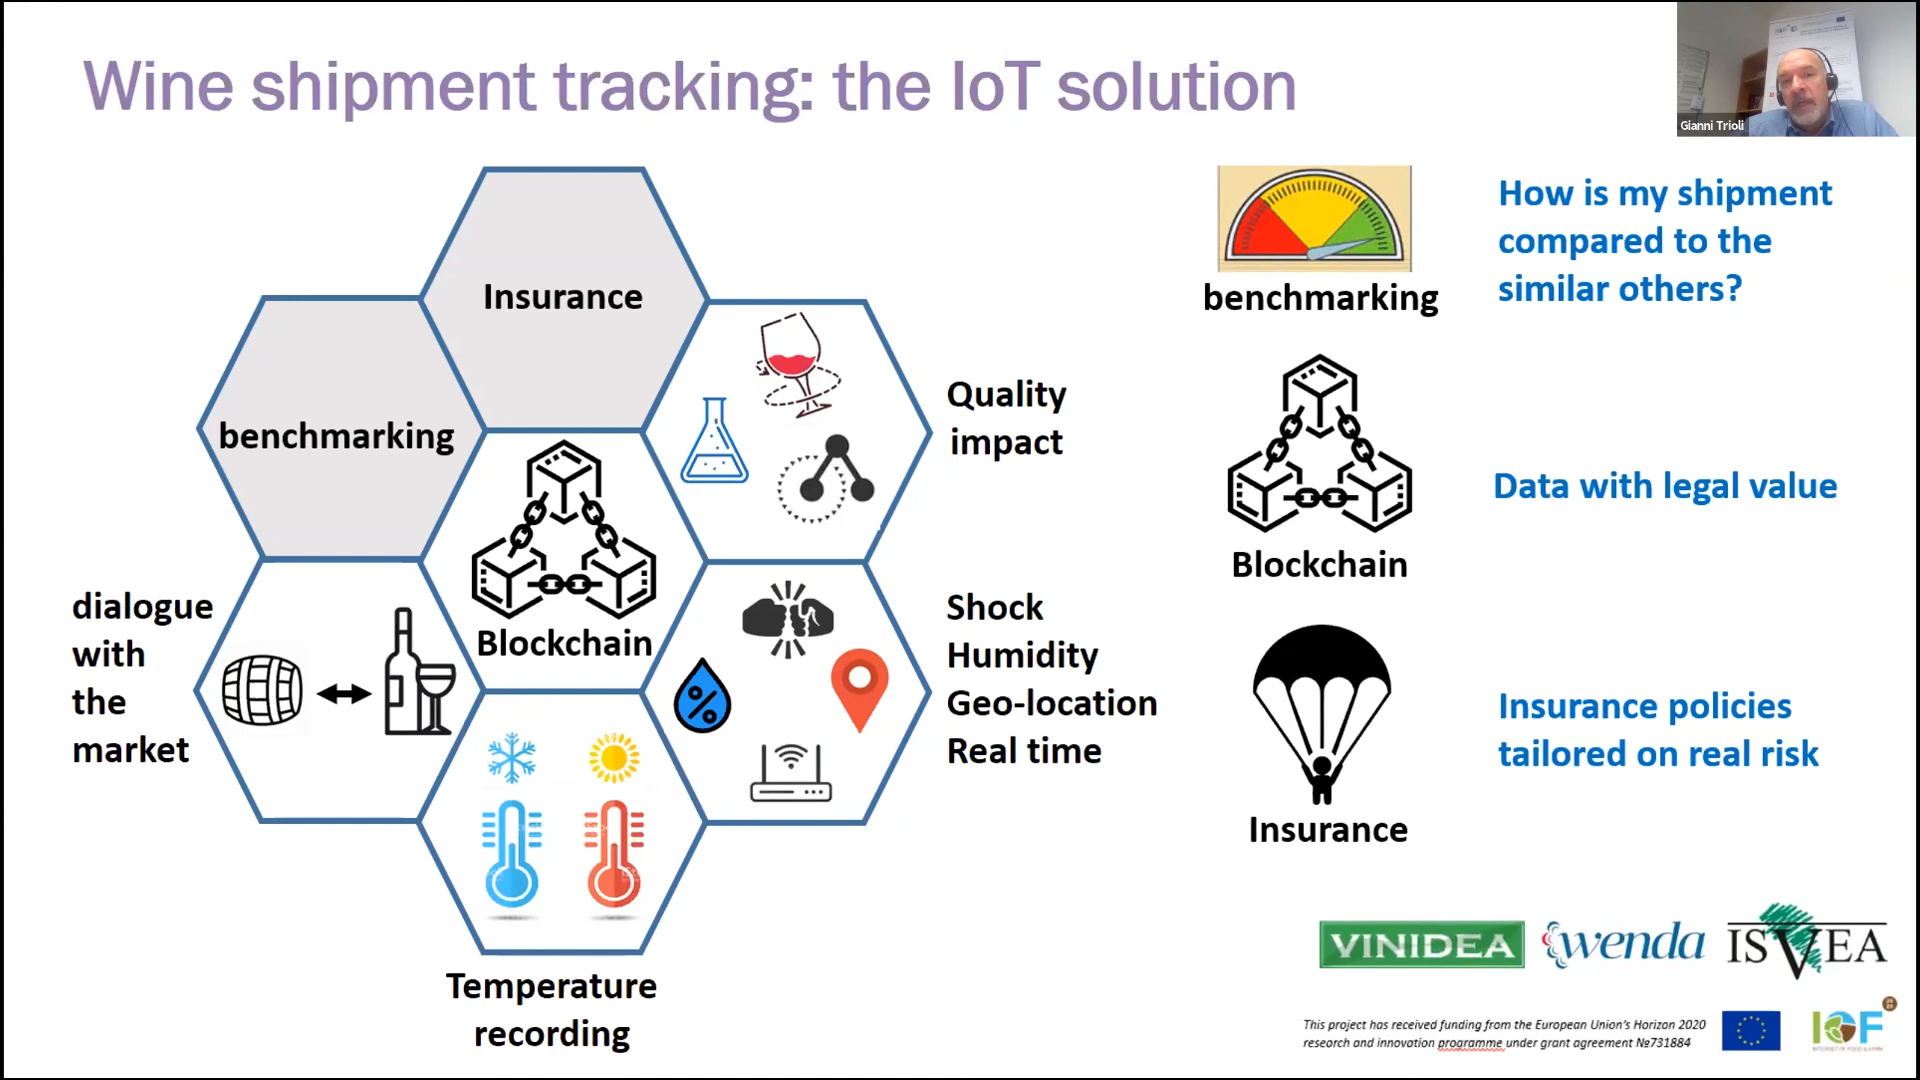 Wine shipment tracking: the IoT solution
Gianni Trioli
Insurance
benchmarking
Quality
impact
Blockchain
dialogue
with
the
market
Shock
Humidity
Geo-location
Real time
%
Temperature
recording
benchmarking
How is my shipment
compared to the
similar others?
Blockchain
Data with legal value
Insurance
Insurance policies
tailored on real risk
VINIDEA
wenda
ISVEA
This project has received funding from the European Union's Horizon 2020
research and innovation programme under grant agreement №731884
IOF